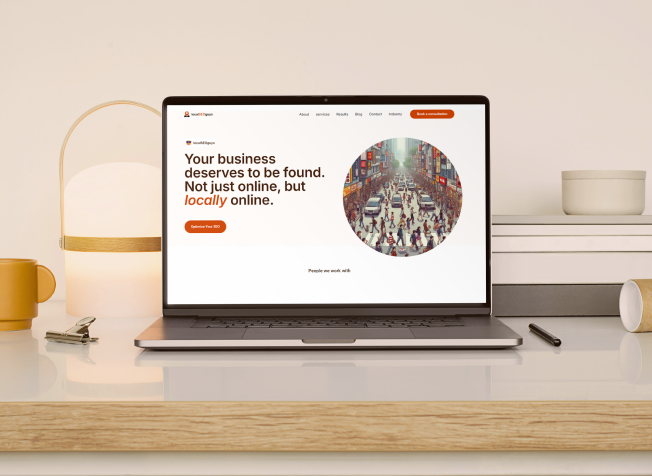 localSEOguys
About services Results Blog Contact Industry Book a consultation
localSEOguys
Your business
deserves to be found.
Not just online, but
locally online.
Optimize Your SEO
People we work with